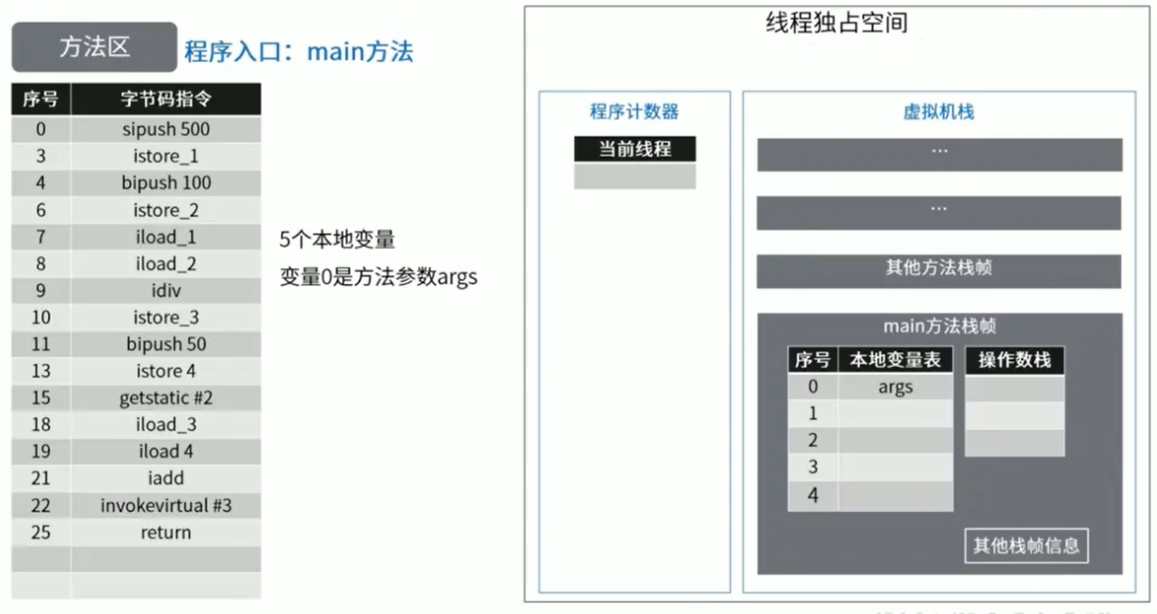 方法区
程序入口：main方法
序号 字节码指令
0 sipush 500
3 istore_1
4 bipush 100
6 istore_2
7 iload_1
8 iload_2
9 idiv
10 istore_3
11 bipush 50
13 istore 4
15 getstatic #2
18 iload_3
19 iload 4
21 iadd
22 invokevirtual #3
25 return
5个本地变量
变量0是方法参数args
线程独占空间
程序计数器
当前线程
虚拟机栈
...
...
其他方法栈帧
main方法栈帧
序号 本地变量表 操作数栈
0 args
1
2
3
4
其他栈帧信息